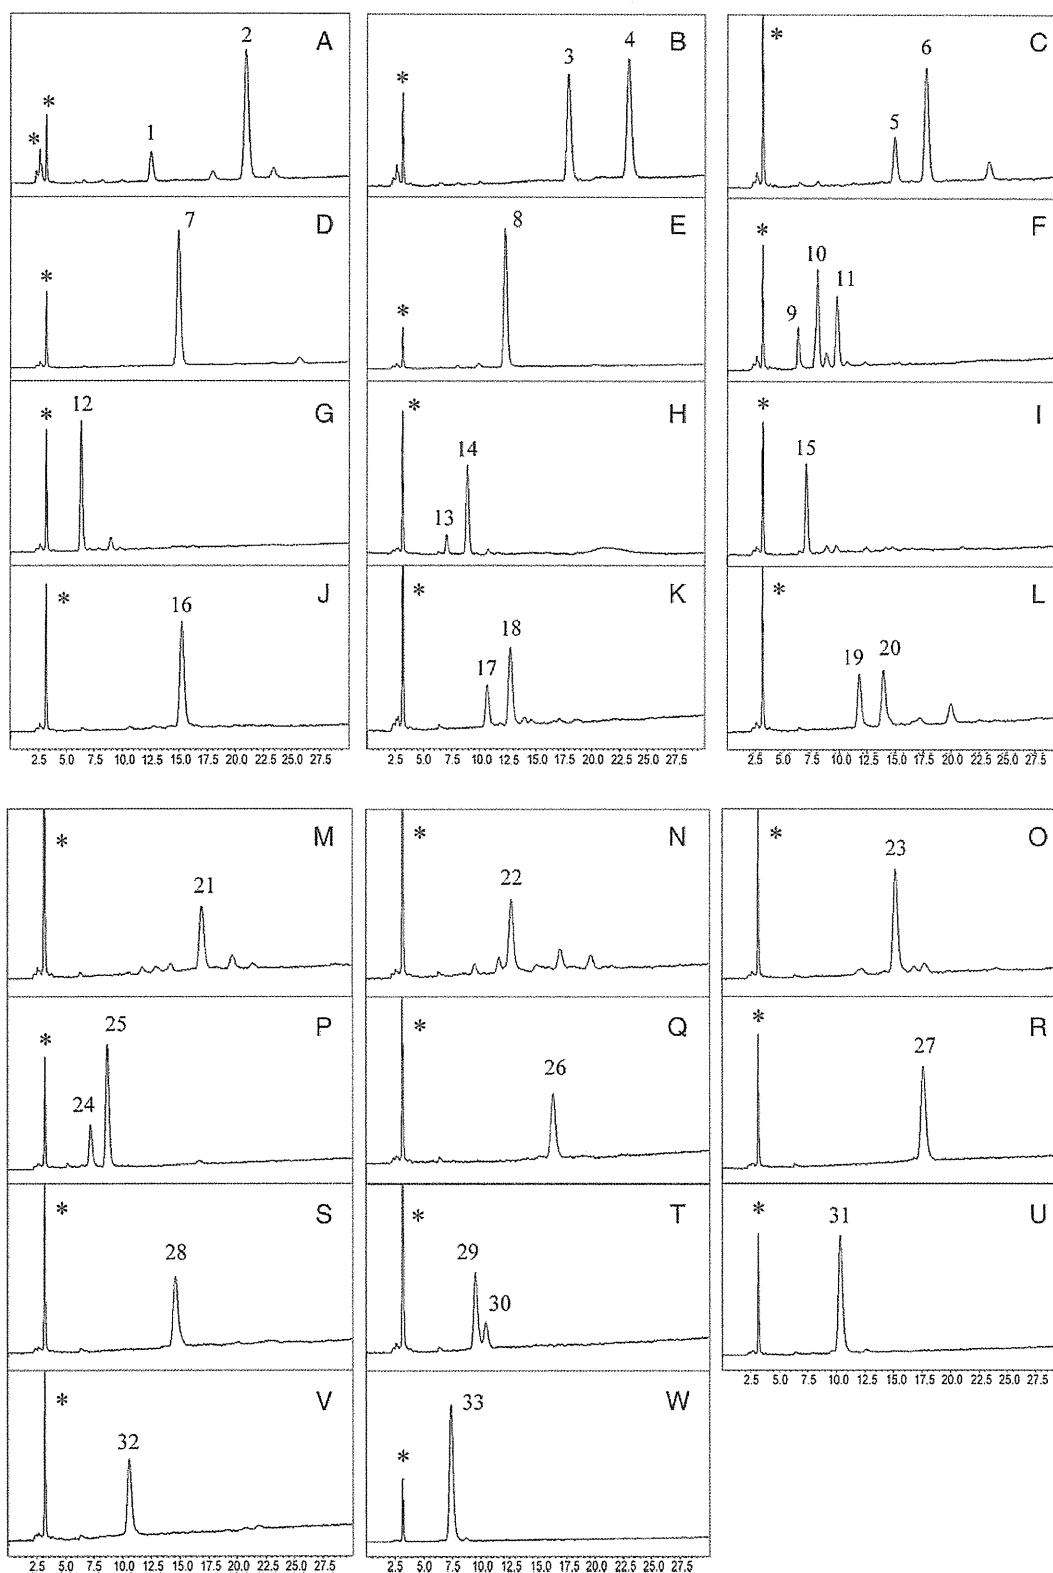 * * 1 2 A
* 3 4 B
* 5 6 C
* 7 D
* 8 E
* 9 10 11 F
* 12 G
* 13 14 H
* 15 I
* 16 J
* 17 18 K
* 19 20 L
2.5 5.0 7.5 10.0 12.5 15.0 17.5 20.0 22.5 25.0 27.5
2.5 5.0 7.5 10.0 12.5 15.0 17.5 20.0 22.5 25.0 27.5
2.5 5.0 7.5 10.0 12.5 15.0 17.5 20.0 22.5 25.0 27.5
* 21 M
* 22 N
* 23 O
* 24 25 P
* 26 Q
* 27 R
* 28 S
* 29 30 T
* 31 U
2.5 5.0 7.5 10.0 12.5 15.0 17.5 20.0 22.5 25.0 27.5
* 32 V
* 33 W
2.5 5.0 7.5 10.0 12.5 15.0 17.5 20.0 22.5 25.0 27.5
2.5 5.0 7.5 10.0 12.5 15.0 17.5 20.0 22.5 25.0 27.5